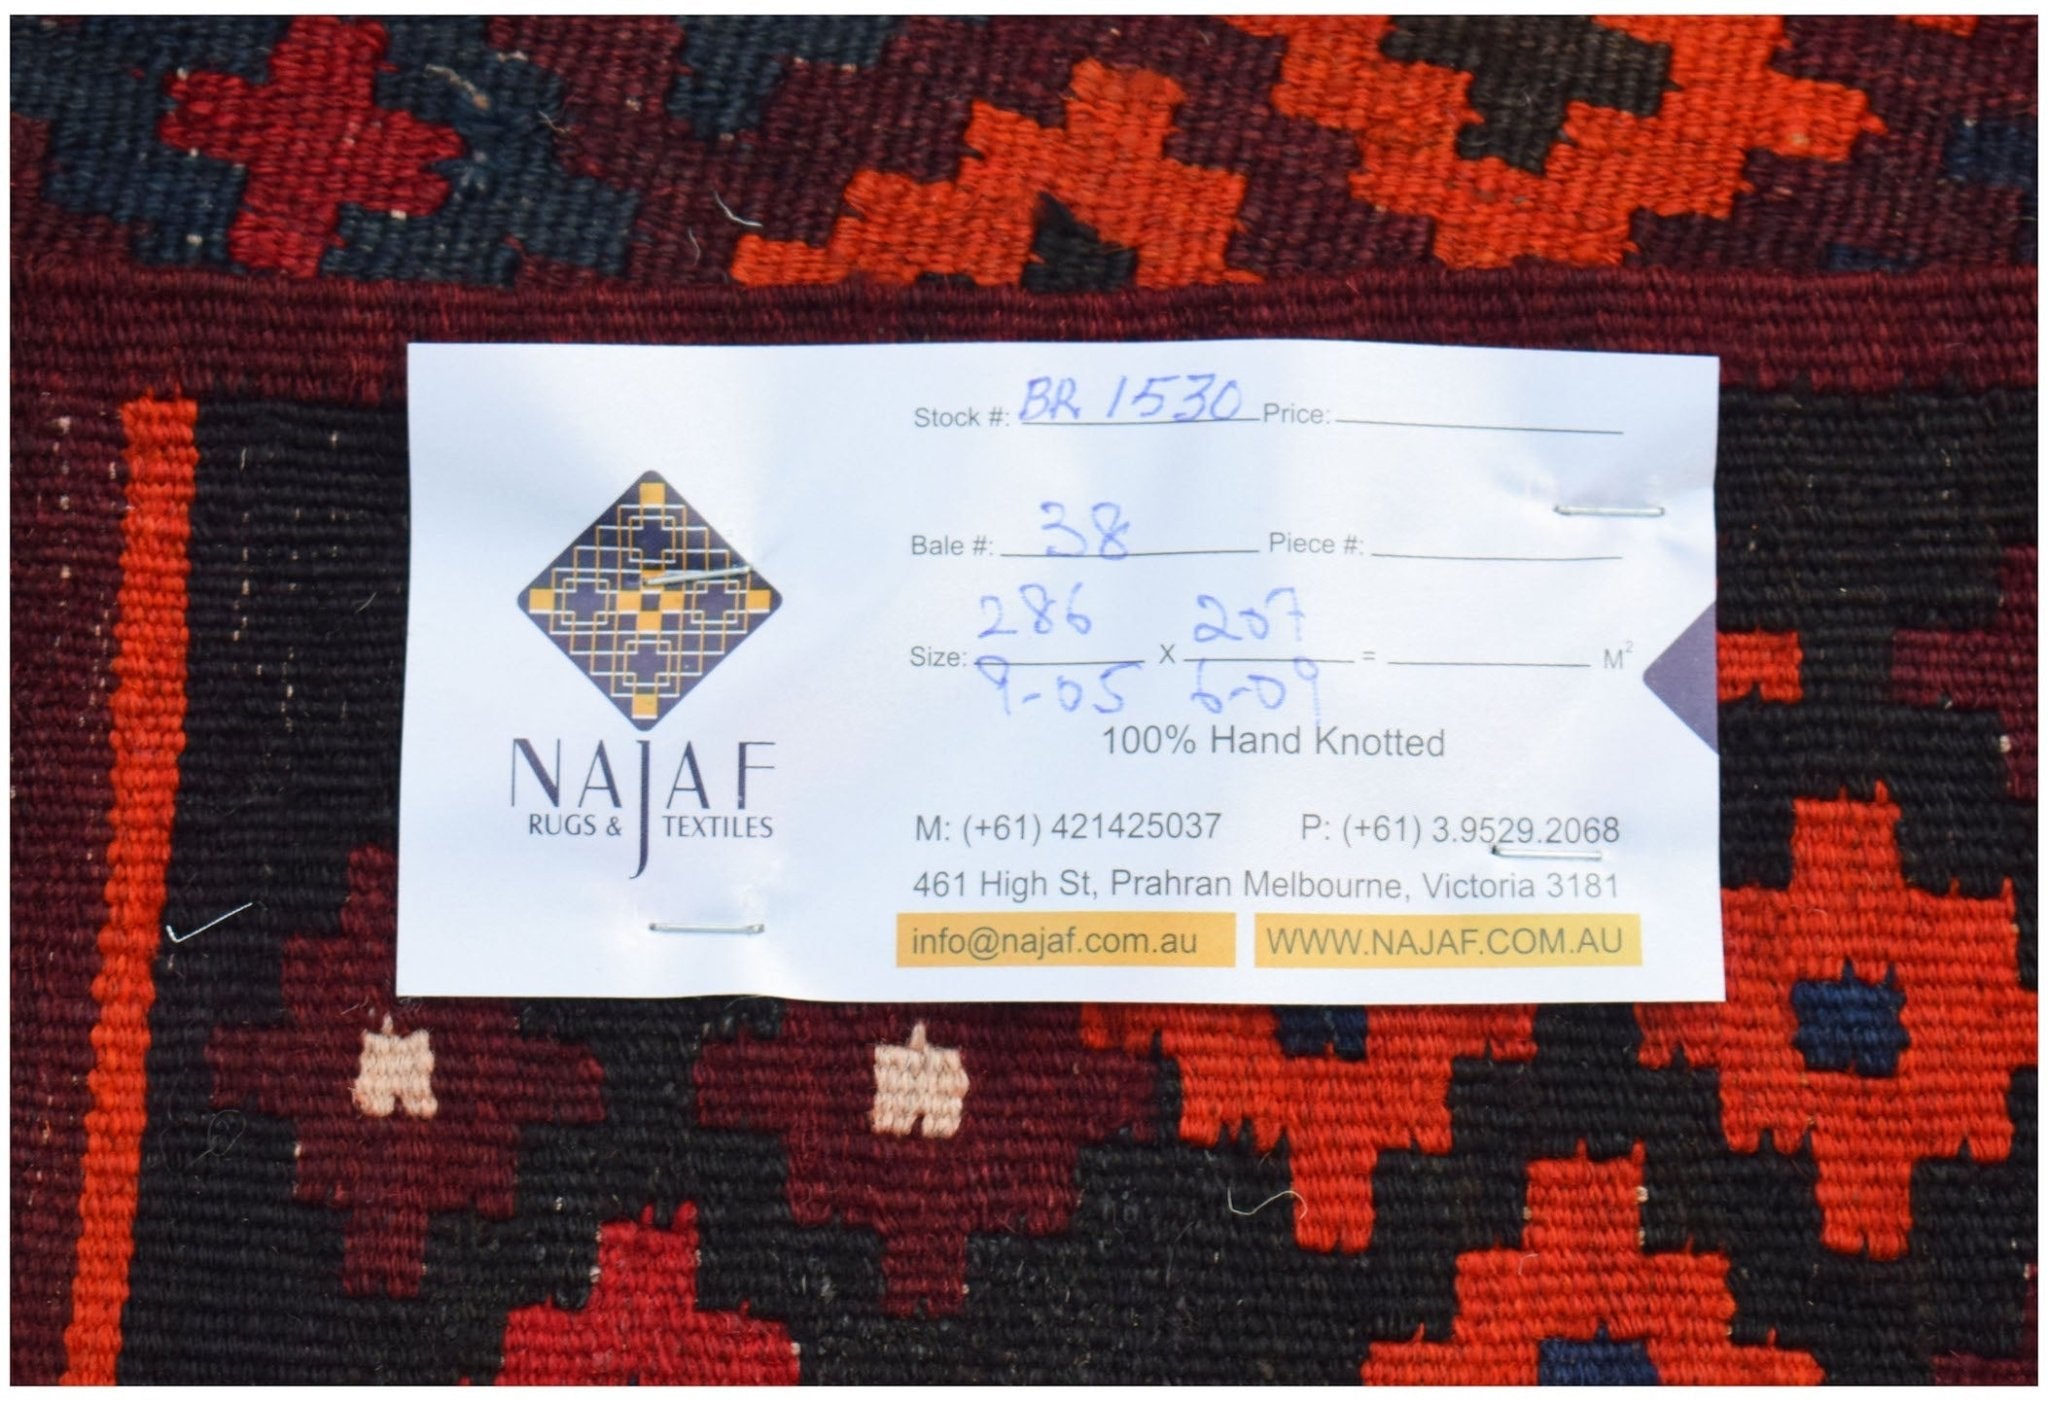 Stock #: BR 1530 Price:
Bale #: 38 Piece #:
286 207
Size: X = M²
9-05 6-09
100% Hand Knotted
NAJAF
RUGS & TEXTILES
M: (+61) 421425037 P: (+61) 3.9529.2068
461 High St, Prahran Melbourne, Victoria 3181
info@najaf.com.au WWW.NAJAF.COM.AU